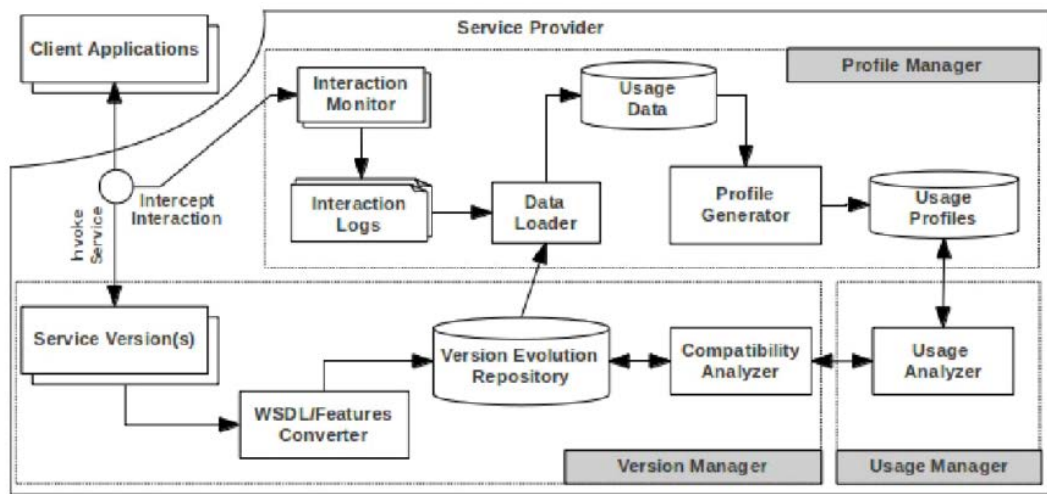 Service Provider
Client Applications
Profile Manager
Interaction
Monitor
Usage
Data
Intercept
Interaction
Invoke
Service
Interaction
Logs
Data
Loader
Profile
Generator
Usage
Profiles
Service Version(s)
Version Evolution
Repository
Compatibility
Analyzer
Usage
Analyzer
WSDL/Features
Converter
Version Manager
Usage Manager